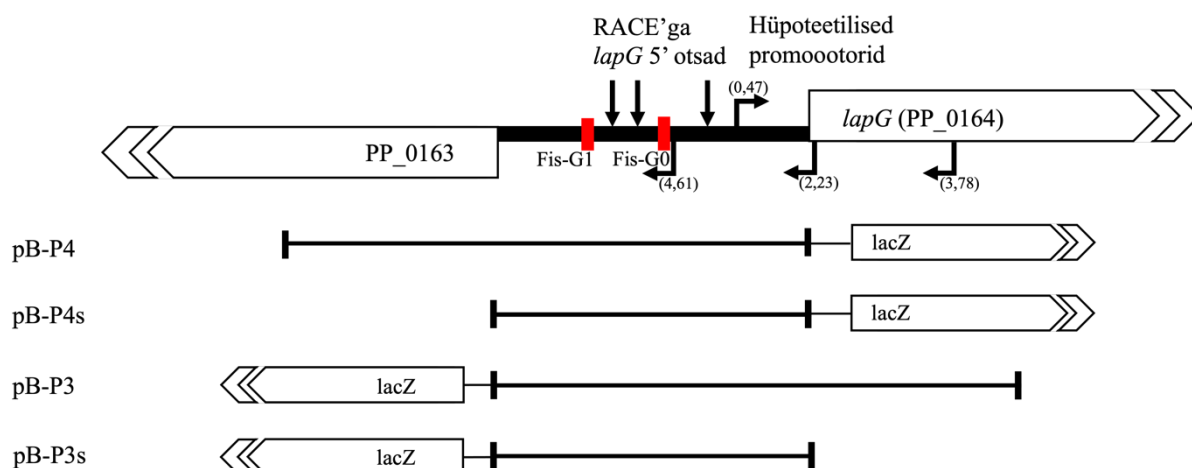 RACE’ga
lapG 5’ otsad
Hüpoteetilised
promoootorid
(0,47)
lapG (PP_0164)
PP_0163
Fis-G1
Fis-G0
(4,61)
(2,23)
(3,78)
pB-P4
lacZ
pB-P4s
lacZ
pB-P3
lacZ
pB-P3s
lacZ